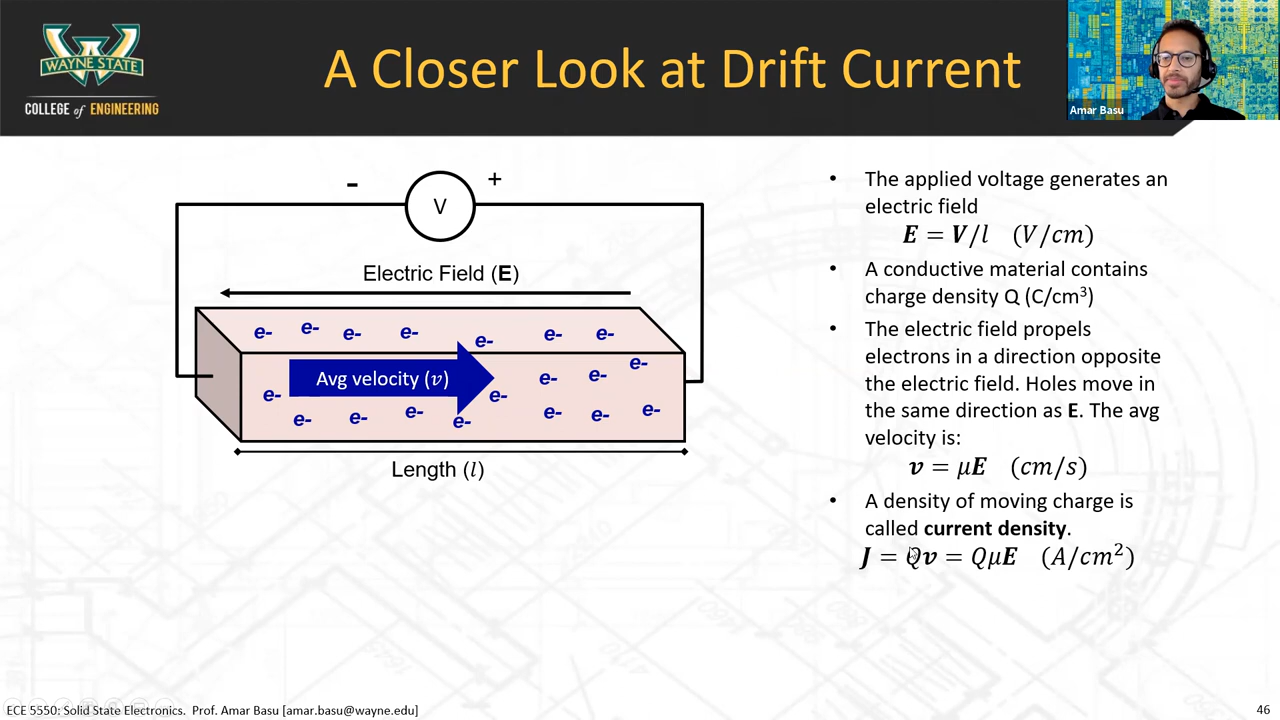 WAYNE STATE
COLLEGE of ENGINEERING
A Closer Look at Drift Current
Amar Basu
-
+
V
Electric Field (E)
e- e- e- e- e- e- e-
e-
Avg velocity (v)
e- e-
e- e-
e- e- e- e- e- e- e-
Length (l)
• The applied voltage generates an
electric field
E = V/l (V/cm)
• A conductive material contains
charge density Q (C/cm³)
• The electric field propels
electrons in a direction opposite
the electric field. Holes move in
the same direction as E. The avg
velocity is:
v = μE (cm/s)
• A density of moving charge is
called current density.
J = Qv = QμE (A/cm²)
ECE 5550: Solid State Electronics. Prof. Amar Basu [amar.basu@wayne.edu]
46